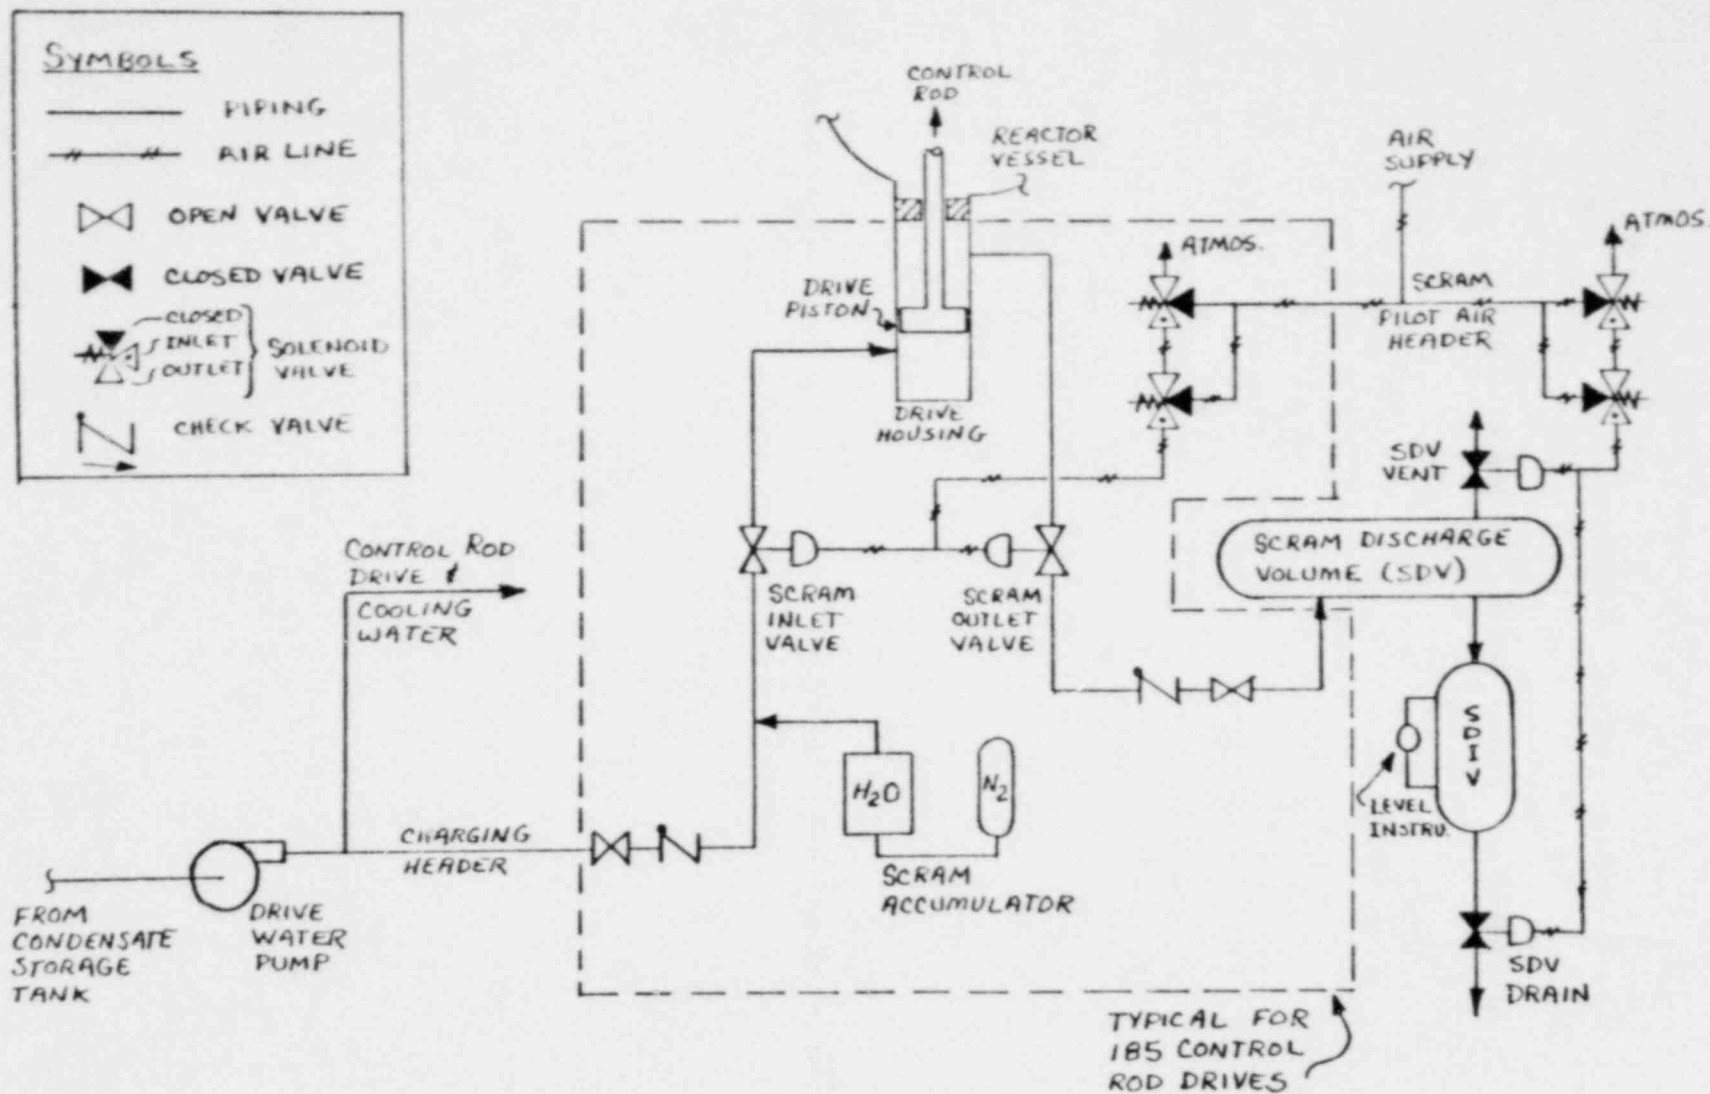 SYMBOLS
PIPING
AIR LINE
OPEN VALVE
CLOSED VALVE
CLOSED
INLET
OUTLET
SOLENOID
VALVE
CHECK VALVE
CONTROL
ROD
REACTOR
VESSEL
AIR
SUPPLY
ATMOS.
ATMOS.
DRIVE
PISTON
SCRAM
PILOT AIR
HEADER
DRIVE
HOUSING
SDV
VENT
CONTROL ROD
DRIVE &
COOLING
WATER
SCRAM
INLET
VALVE
SCRAM
OUTLET
VALVE
SCRAM DISCHARGE
VOLUME (SDV)
SDIV
LEVEL
INSTRU.
H2O
N2
CHARGING
HEADER
SCRAM
ACCUMULATOR
FROM
CONDENSATE
STORAGE
TANK
DRIVE
WATER
PUMP
SDV
DRAIN
TYPICAL FOR
185 CONTROL
ROD DRIVES